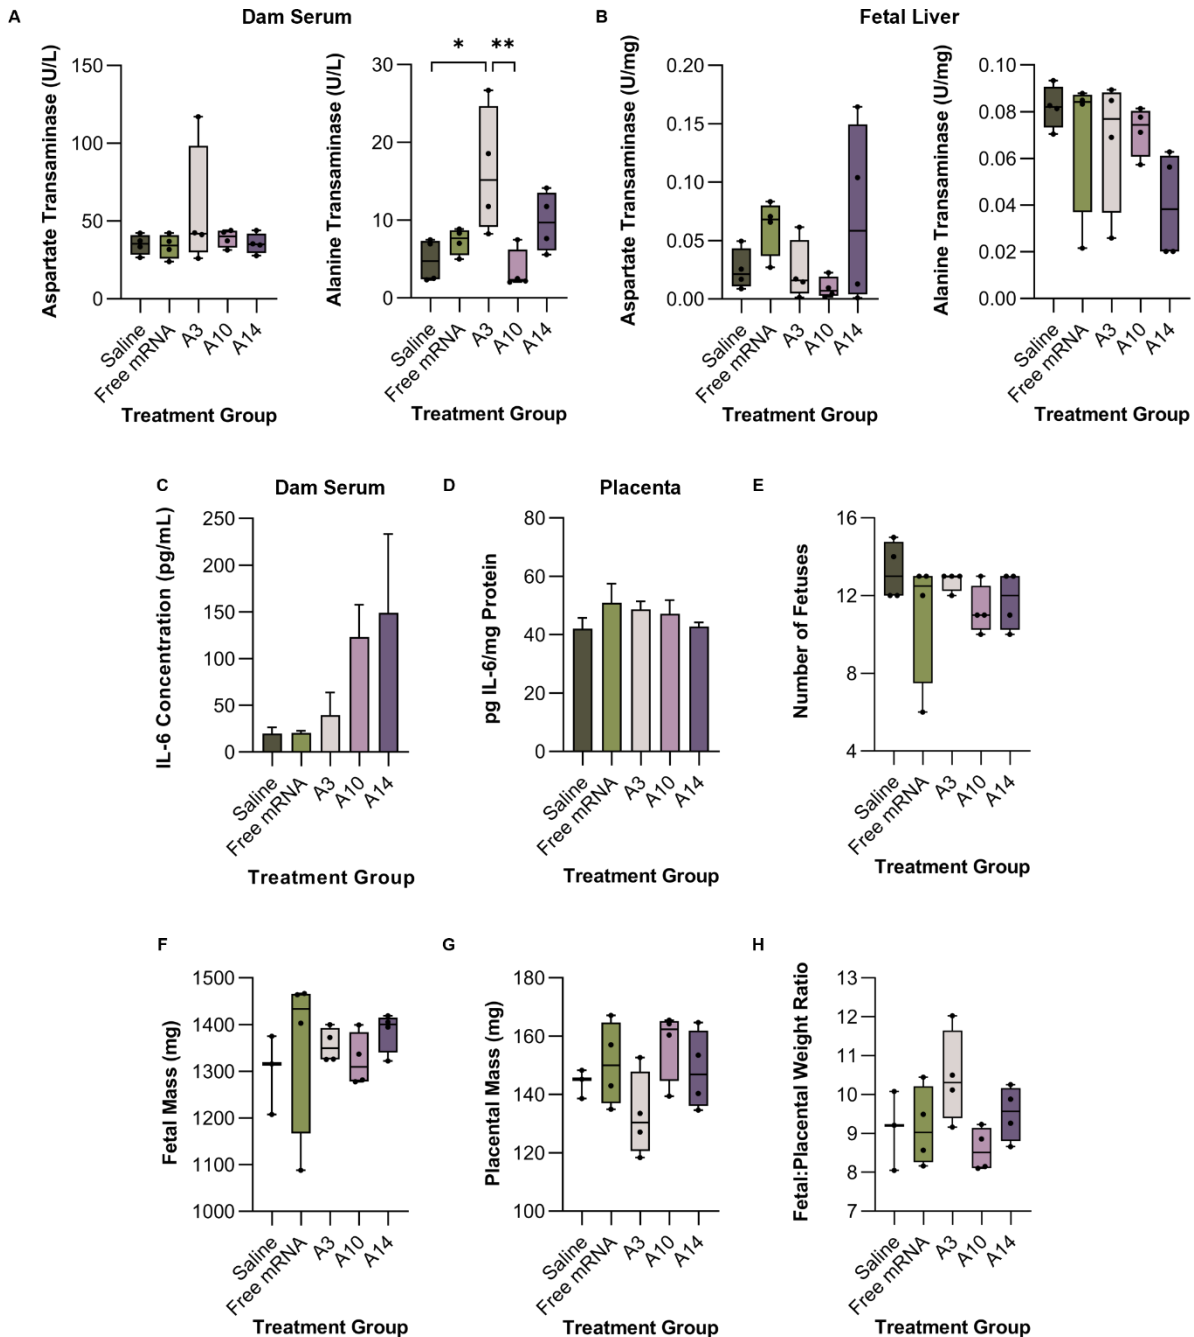 A
Dam Serum
B
Fetal Liver
Aspartate Transaminase (U/L)
150
100
50
0
Saline
Free mRNA
A3
A10
A14
Treatment Group
Alanine Transaminase (U/L)
30
20
10
0
*
**
Saline
Free mRNA
A3
A10
A14
Treatment Group
Aspartate Transaminase (U/mg)
0.20
0.15
0.10
0.05
0.00
Saline
Free mRNA
A3
A10
A14
Treatment Group
Alanine Transaminase (U/mg)
0.10
0.08
0.06
0.04
0.02
0.00
Saline
Free mRNA
A3
A10
A14
Treatment Group
C
Dam Serum
IL-6 Concentration (pg/mL)
250
200
150
100
50
0
Saline
Free mRNA
A3
A10
A14
Treatment Group
D
Placenta
pg IL-6/mg Protein
80
60
40
20
0
Saline
Free mRNA
A3
A10
A14
Treatment Group
E
Number of Fetuses
16
12
8
4
Saline
Free mRNA
A3
A10
A14
Treatment Group
F
Fetal Mass (mg)
1500
1400
1300
1200
1100
1000
Saline
Free mRNA
A3
A10
A14
Treatment Group
G
Placental Mass (mg)
180
160
140
120
100
Saline
Free mRNA
A3
A10
A14
Treatment Group
H
Fetal:Placental Weight Ratio
13
12
11
10
9
8
7
Saline
Free mRNA
A3
A10
A14
Treatment Group